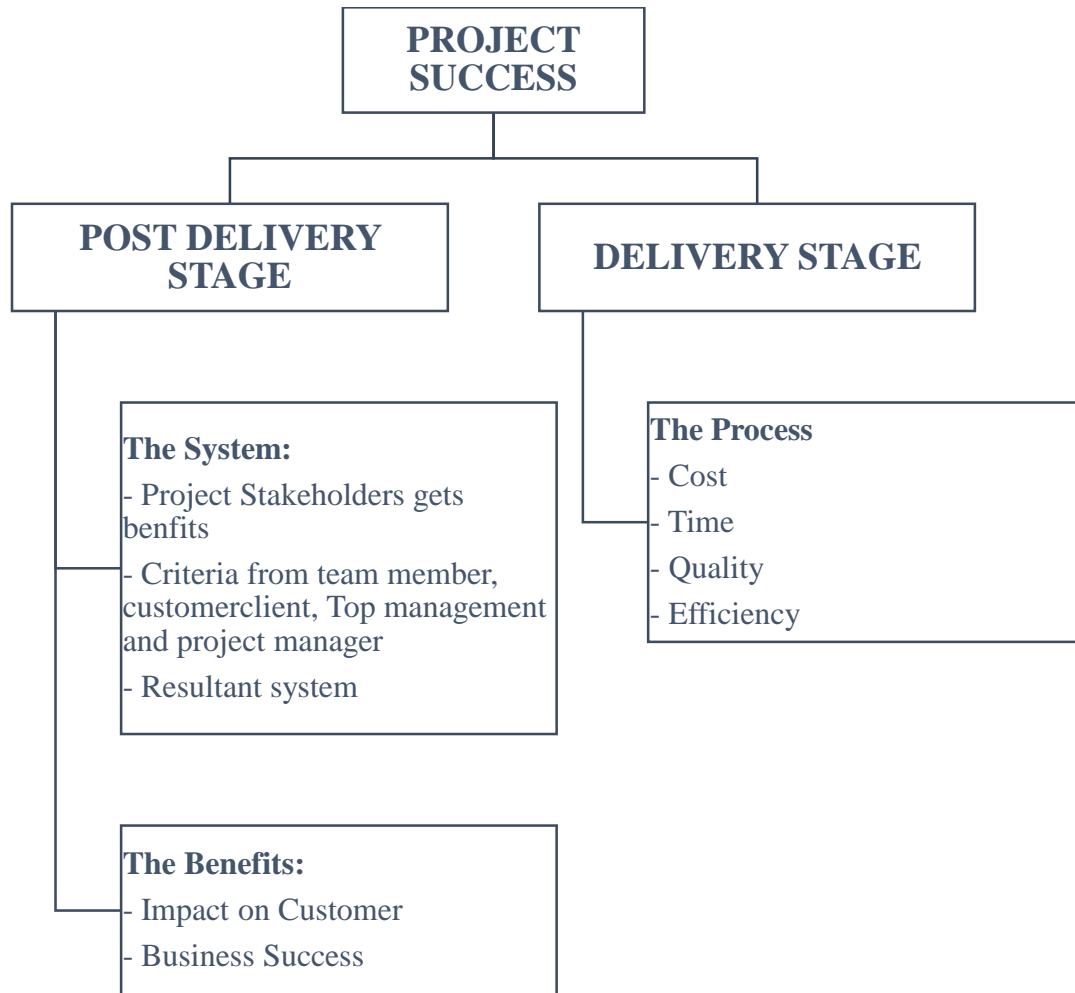 PROJECT
SUCCESS
POST DELIVERY
STAGE
DELIVERY STAGE
The System:
- Project Stakeholders gets
benfits
- Criteria from team member,
customerclient, Top management
and project manager
- Resultant system
The Process
- Cost
- Time
- Quality
- Efficiency
The Benefits:
- Impact on Customer
- Business Success